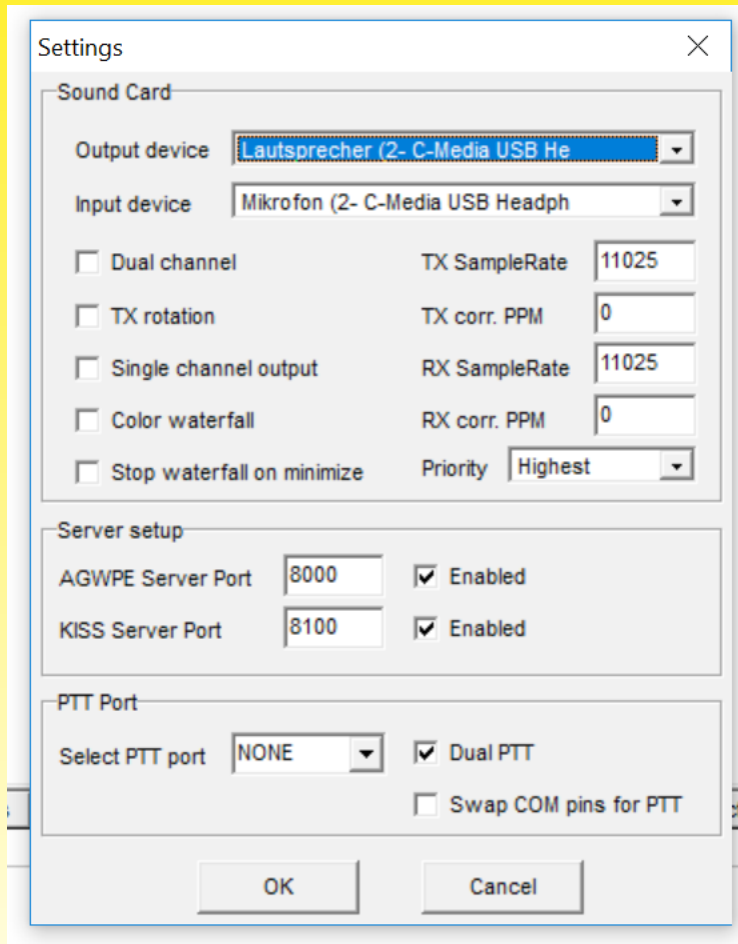 Settings
Sound Card
Output device Lautsprecher (2- C-Media USB He
Input device Mikrofon (2- C-Media USB Headph
Dual channel TX SampleRate 11025
TX rotation TX corr. PPM 0
Single channel output RX SampleRate 11025
Color waterfall RX corr. PPM 0
Stop waterfall on minimize Priority Highest
Server setup
AGWPE Server Port 8000 Enabled
KISS Server Port 8100 Enabled
PTT Port
Select PTT port NONE Dual PTT
Swap COM pins for PTT
OK Cancel